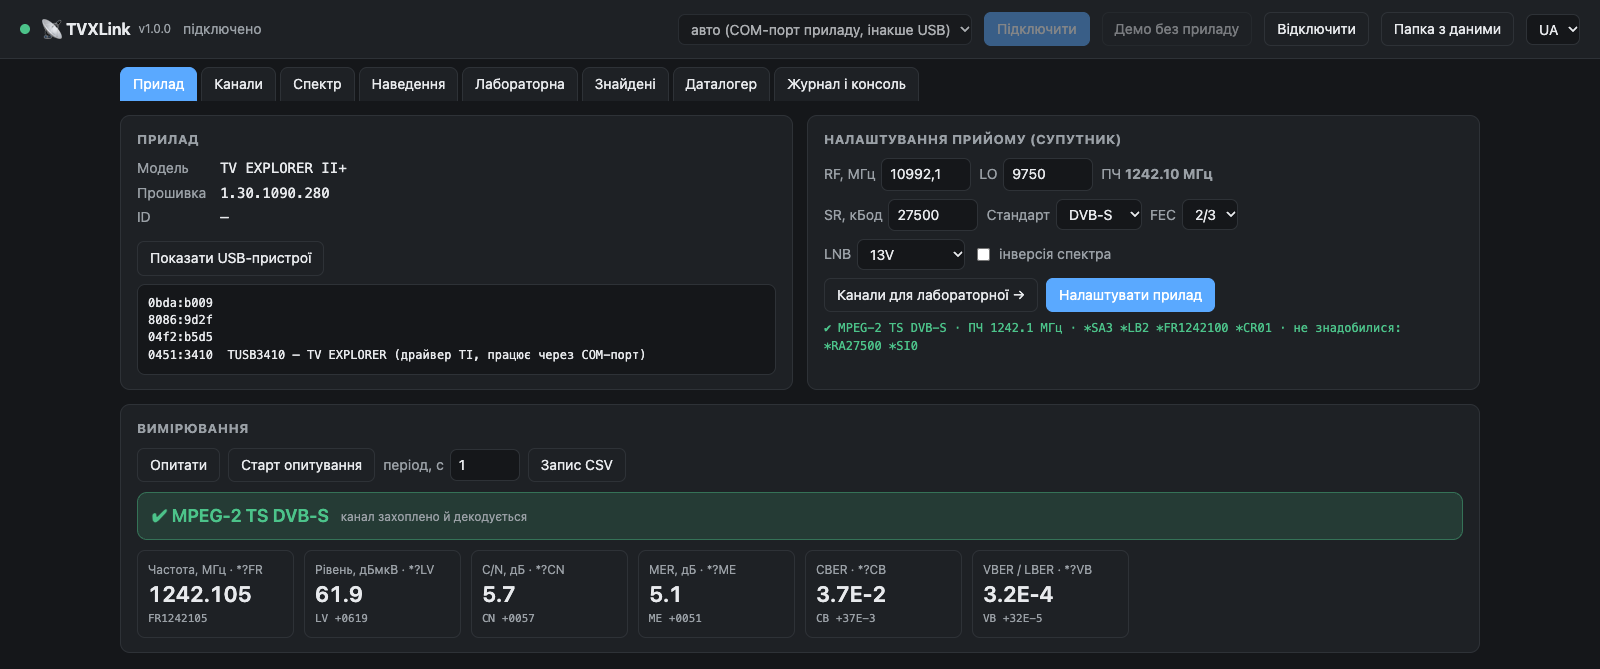 TVXLink v1.0.0 підключено авто (COM-порт приладу, інакше USB) Підключити Демо без приладу Відключити Папка з даними UA
Прилад Канали Спектр Наведення Лабораторна Знайдені Даталогер Журнал і консоль
ПРИЛАД
Модель TV EXPLORER II+
Прошивка 1.30.1090.280
ID —
Показати USB-пристрої
0bda:b009
8086:9d2f
04f2:b5d5
0451:3410 TUSB3410 — TV EXPLORER (драйвер TI, працює через COM-порт)
НАЛАШТУВАННЯ ПРИЙОМУ (СУПУТНИК)
RF, МГц 10992,1 LO 9750 ПЧ 1242.10 МГц
SR, кБод 27500 Стандарт DVB-S FEC 2/3
LNB 13V інверсія спектра
Канали для лабораторної → Налаштувати прилад
✔ MPEG-2 TS DVB-S · ПЧ 1242.1 МГц · *SA3 *LB2 *FR1242100 *CR01 · не знадобилися:
*RA27500 *SI0
ВИМІРЮВАННЯ
Опитати Старт опитування період, с 1 Запис CSV
✔ MPEG-2 TS DVB-S канал захоплено й декодується
Частота, МГц · *?FR
1242.105
FR1242105
Рівень, дБмкВ · *?LV
61.9
LV +0619
C/N, дБ · *?CN
5.7
CN +0057
MER, дБ · *?ME
5.1
ME +0051
CBER · *?CB
3.7E-2
CB +37E-3
VBER / LBER · *?VB
3.2E-4
VB +32E-5